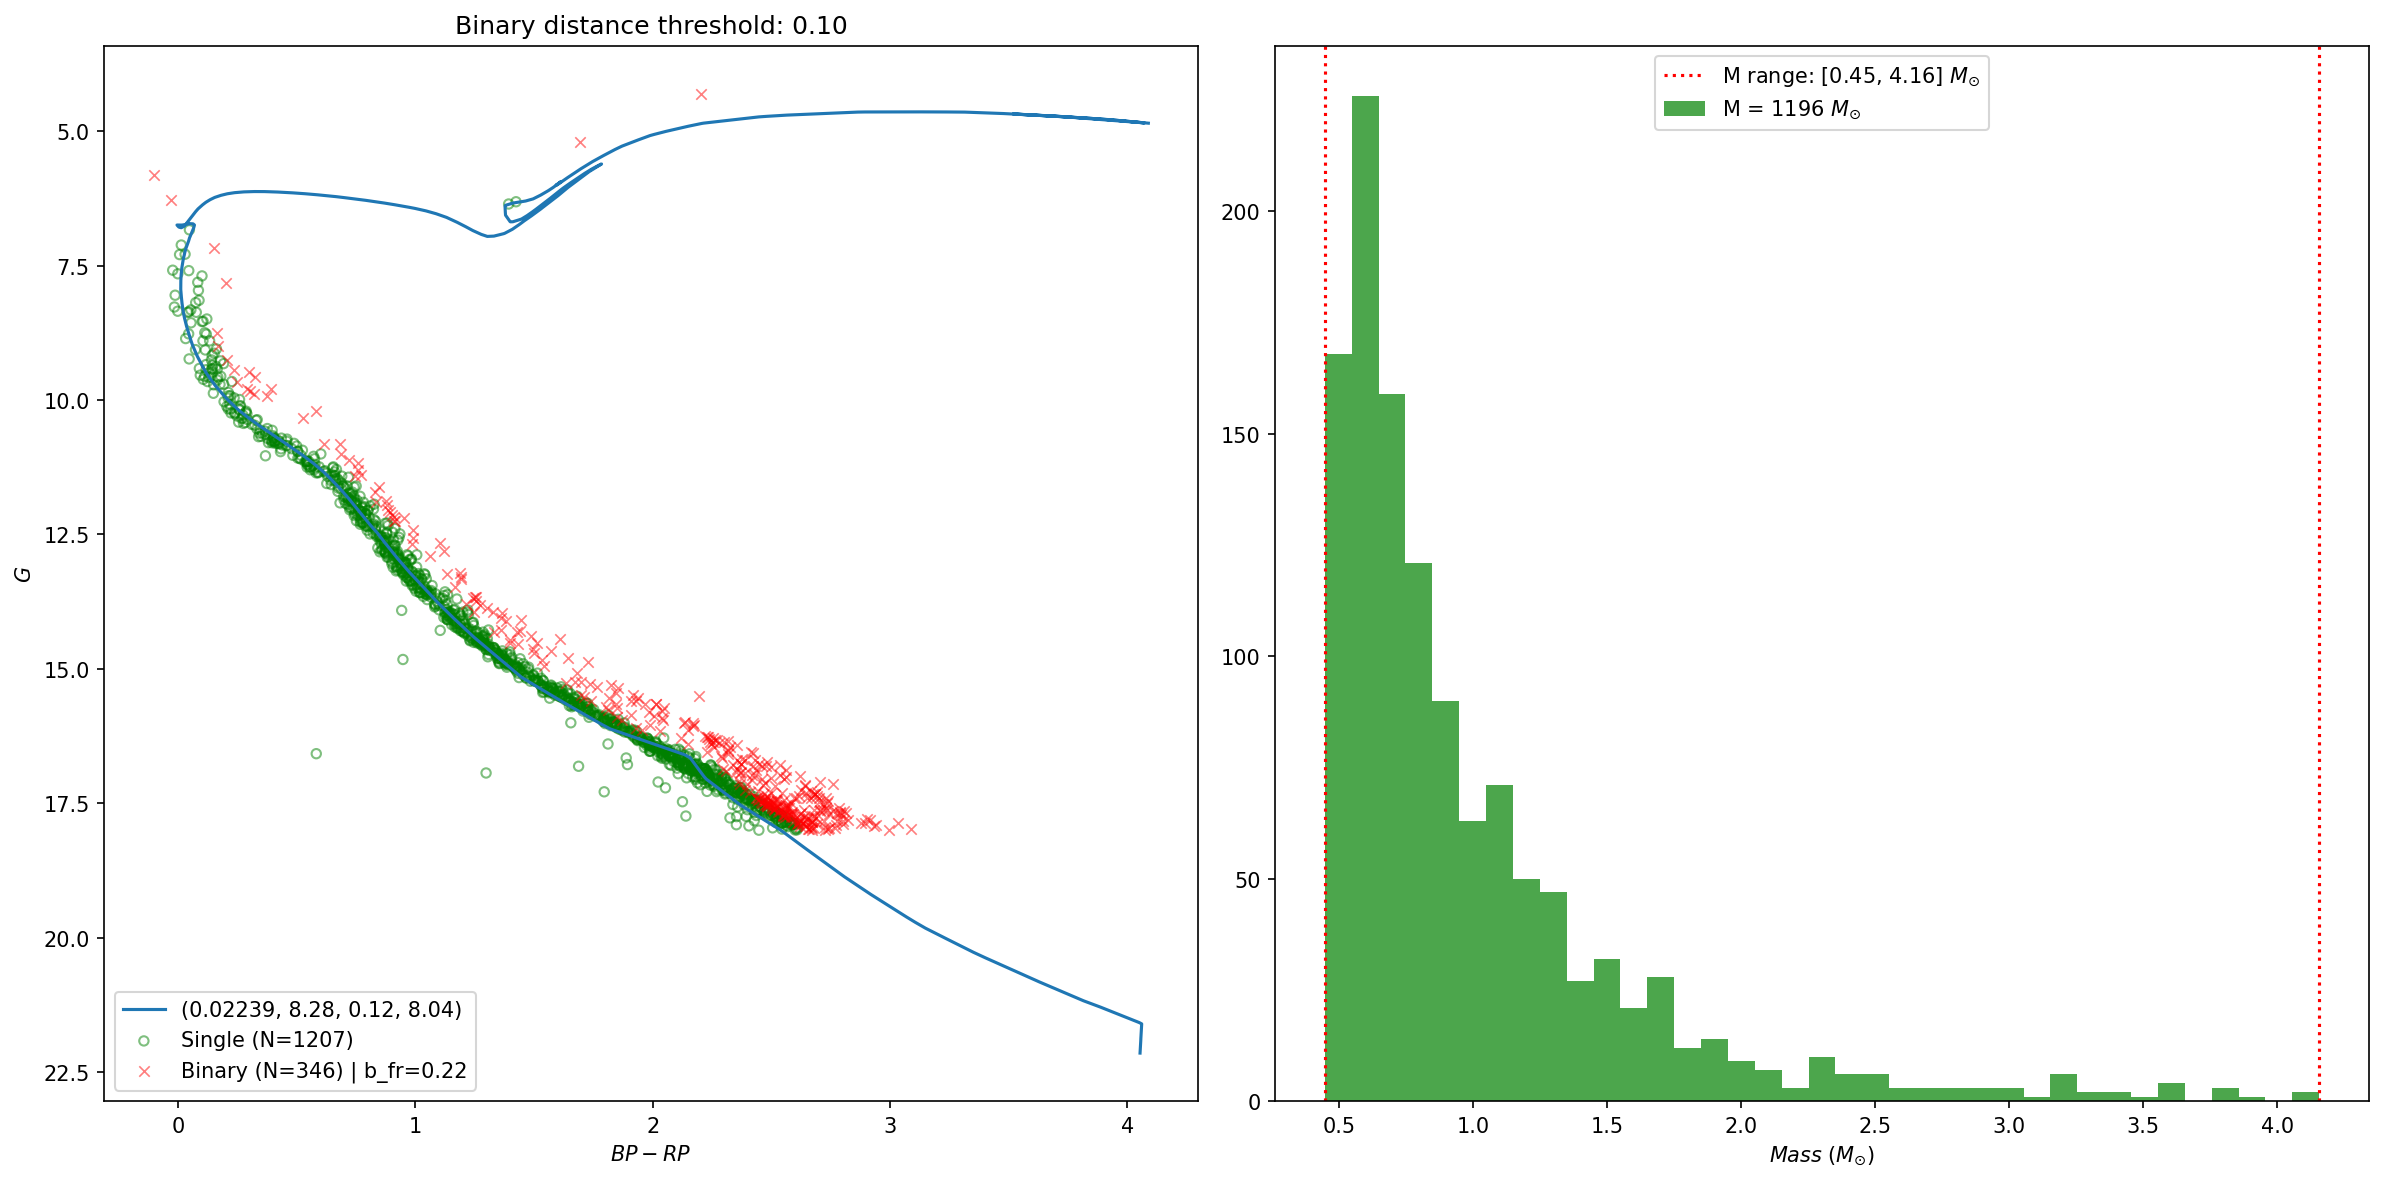 Binary distance threshold: 0.10
5.0
7.5
10.0
12.5
15.0
17.5
20.0
22.5
G
(0.02239, 8.28, 0.12, 8.04)
Single (N=1207)
Binary (N=346) | b_fr=0.22
0 1 2 3 4
BP − RP
M range: [0.45, 4.16] M⊙
M = 1196 M⊙
200
150
100
50
0
0.5 1.0 1.5 2.0 2.5 3.0 3.5 4.0
Mass (M⊙)